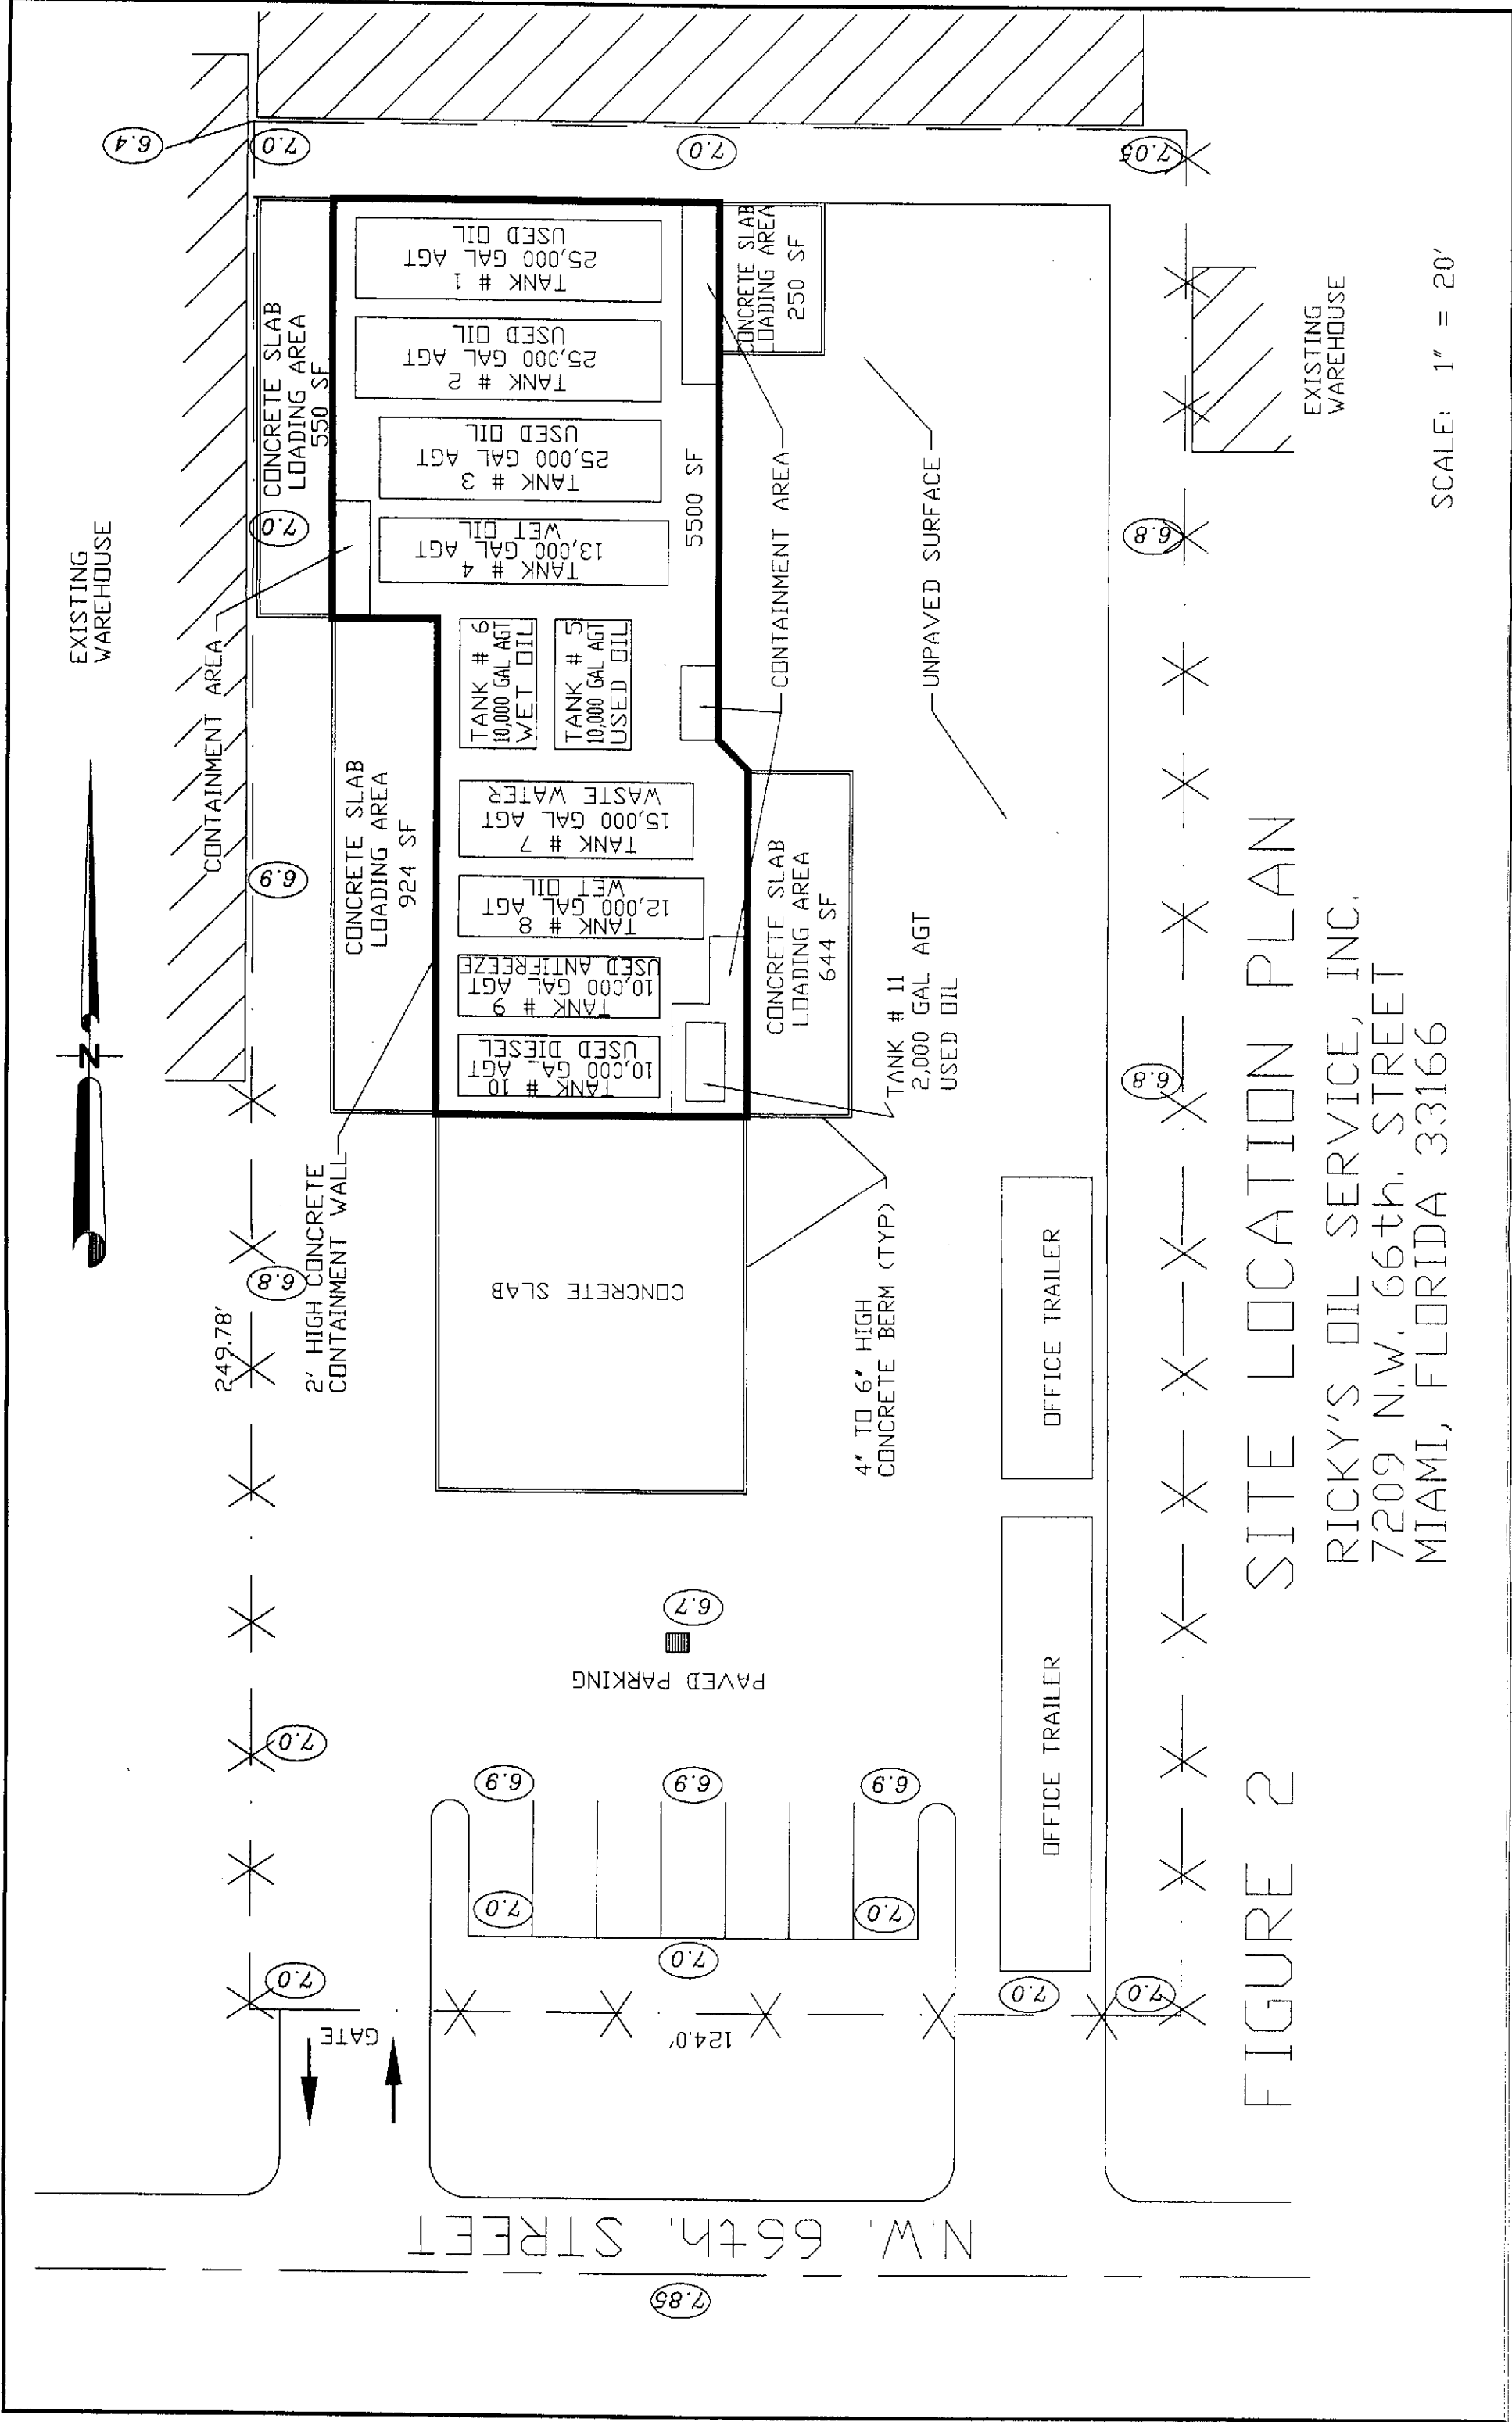 EXISTING
WAREHOUSE
N
CONTAINMENT AREA
6.4
7.0
7.0
7.05
7.0
6.9
6.8
249.78'
7.0
7.0
CONCRETE SLAB
LOADING AREA
550 SF
CONCRETE SLAB
LOADING AREA
924 SF
2' HIGH CONCRETE
CONTAINMENT WALL
TANK # 1
25,000 GAL AGT
USED OIL
TANK # 2
25,000 GAL AGT
USED OIL
TANK # 3
25,000 GAL AGT
USED OIL
TANK # 4
13,000 GAL AGT
WET OIL
TANK # 6
10,000 GAL AGT
WET OIL
TANK # 5
10,000 GAL AGT
USED OIL
TANK # 7
15,000 GAL AGT
WASTE WATER
TANK # 8
12,000 GAL AGT
WET OIL
TANK # 9
10,000 GAL AGT
USED ANTIFREEZE
TANK # 10
10,000 GAL AGT
USED DIESEL
5500 SF
CONCRETE SLAB
LOADING AREA
250 SF
CONTAINMENT AREA
CONCRETE SLAB
LOADING AREA
644 SF
TANK # 11
2,000 GAL AGT
USED OIL
UNPAVED SURFACE
CONCRETE SLAB
4" TO 6" HIGH
CONCRETE BERM (TYP)
6.7
PAVED PARKING
6.9
6.9
6.9
7.0
7.0
7.0
7.0
7.0
OFFICE TRAILER
OFFICE TRAILER
6.8
6.8
EXISTING
WAREHOUSE
GATE
124.0'
N.W. 66th. STREET
7.85
FIGURE 2 SITE LOCATION PLAN
RICKY'S OIL SERVICE, INC.
7209 N.W. 66th. STREET
MIAMI, FLORIDA 33166
SCALE: 1" = 20'